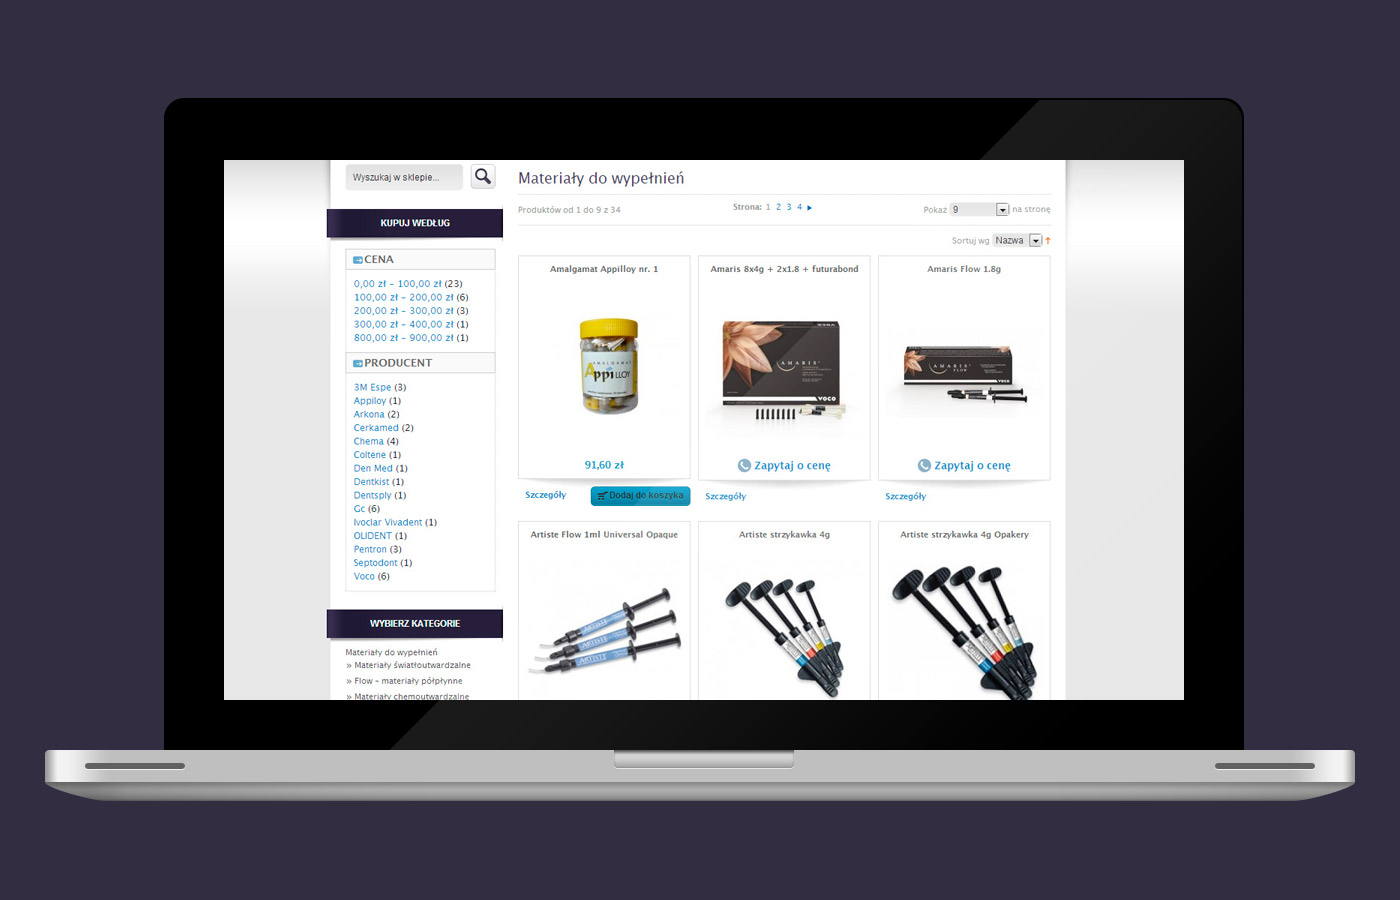 Wyszukaj w sklepie...
KUPUJ WEDŁUG
CENA
0,00 zł – 100,00 zł (23)
100,00 zł – 200,00 zł (6)
200,00 zł – 300,00 zł (3)
300,00 zł – 400,00 zł (1)
800,00 zł – 900,00 zł (1)
PRODUCENT
3M Espe (3)
Appiloy (1)
Arkona (2)
Cerkamed (2)
Chema (4)
Coltene (1)
Den Med (1)
Dentkist (1)
Dentsply (1)
Gc (6)
Ivoclar Vivadent (1)
OLIDENT (1)
Pentron (3)
Septodont (1)
Voco (6)
WYBIERZ KATEGORIE
Materiały do wypełnień
» Materiały światłoutwardzalne
» Flow – materiały półpłynne
» Materiały chemoutwardzalne
Materiały do wypełnień
Produktów od 1 do 9 z 34
Strona: 1 2 3 4
Pokaż 9 na stronę
Sortuj wg Nazwa
Amalgamat Appilloy nr. 1
AMALGAMAT
Appi LLOY
91,60 zł
Szczegóły
Dodaj do koszyka
Amaris 8x4g + 2x1.8 + futurabond
AMARIS
VOCO
Zapytaj o cenę
Szczegóły
Amaris Flow 1.8g
AMARIS
FLOW
VOCO
Zapytaj o cenę
Szczegóły
Artiste Flow 1ml Universal Opaque
ARTISTE
ARTISTE
ARTISTE
Artiste strzykawka 4g
Artiste
Artiste strzykawka 4g Opakery
Artiste